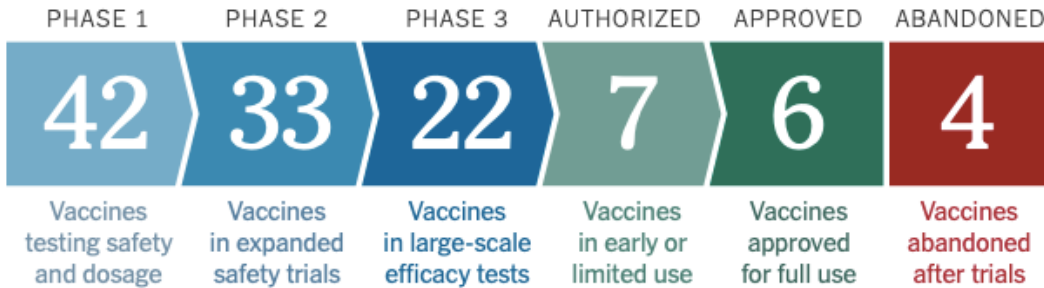 PHASE 1 PHASE 2 PHASE 3 AUTHORIZED APPROVED ABANDONED
42 33 22 7 6 4
Vaccines Vaccines Vaccines Vaccines Vaccines Vaccines
testing safety in expanded in large-scale in early or approved abandoned
and dosage safety trials efficacy tests limited use for full use after trials